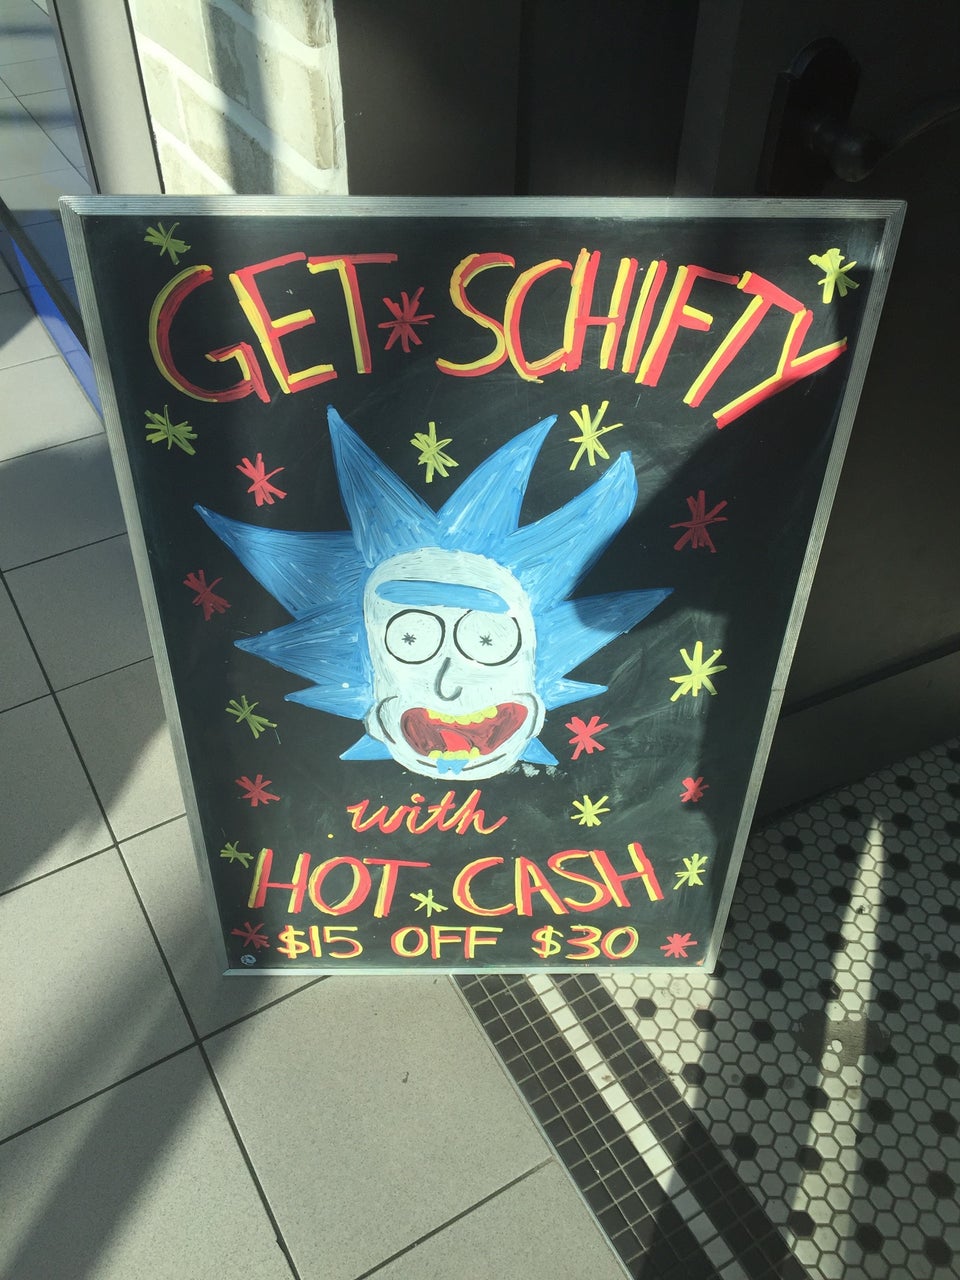 GET SCHIFTY
with
HOT CASH
$15 OFF $30